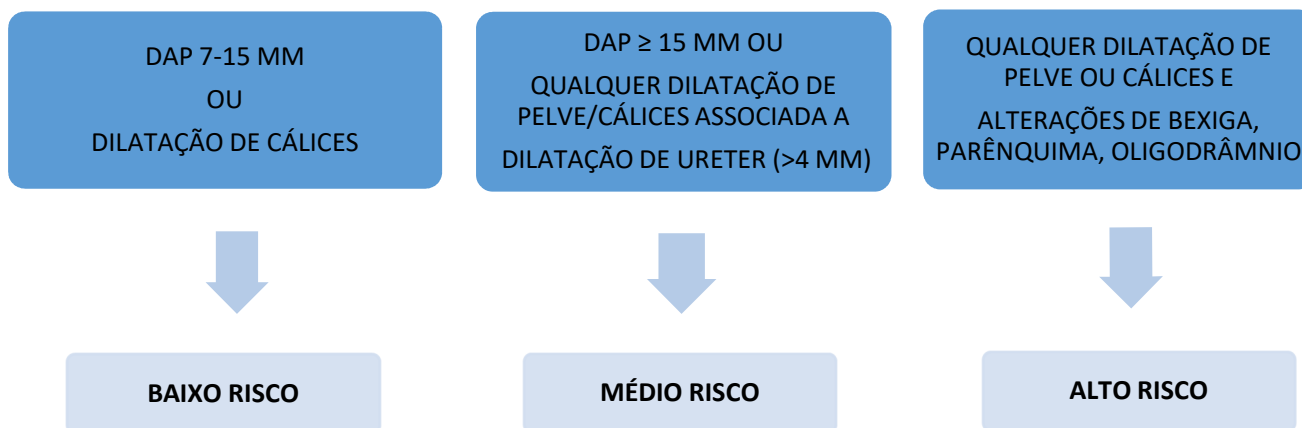 DAP 7-15 MM
OU
DILATAÇÃO DE CÁLICES
BAIXO RISCO
DAP ≥ 15 MM OU
QUALQUER DILATAÇÃO DE
PELVE/CÁLICES ASSOCIADA A
DILATAÇÃO DE URETER (>4 MM)
MÉDIO RISCO
QUALQUER DILATAÇÃO DE
PELVE OU CÁLICES E
ALTERAÇÕES DE BEXIGA,
PARÊNQUIMA, OLIGODRÂMNIO
ALTO RISCO